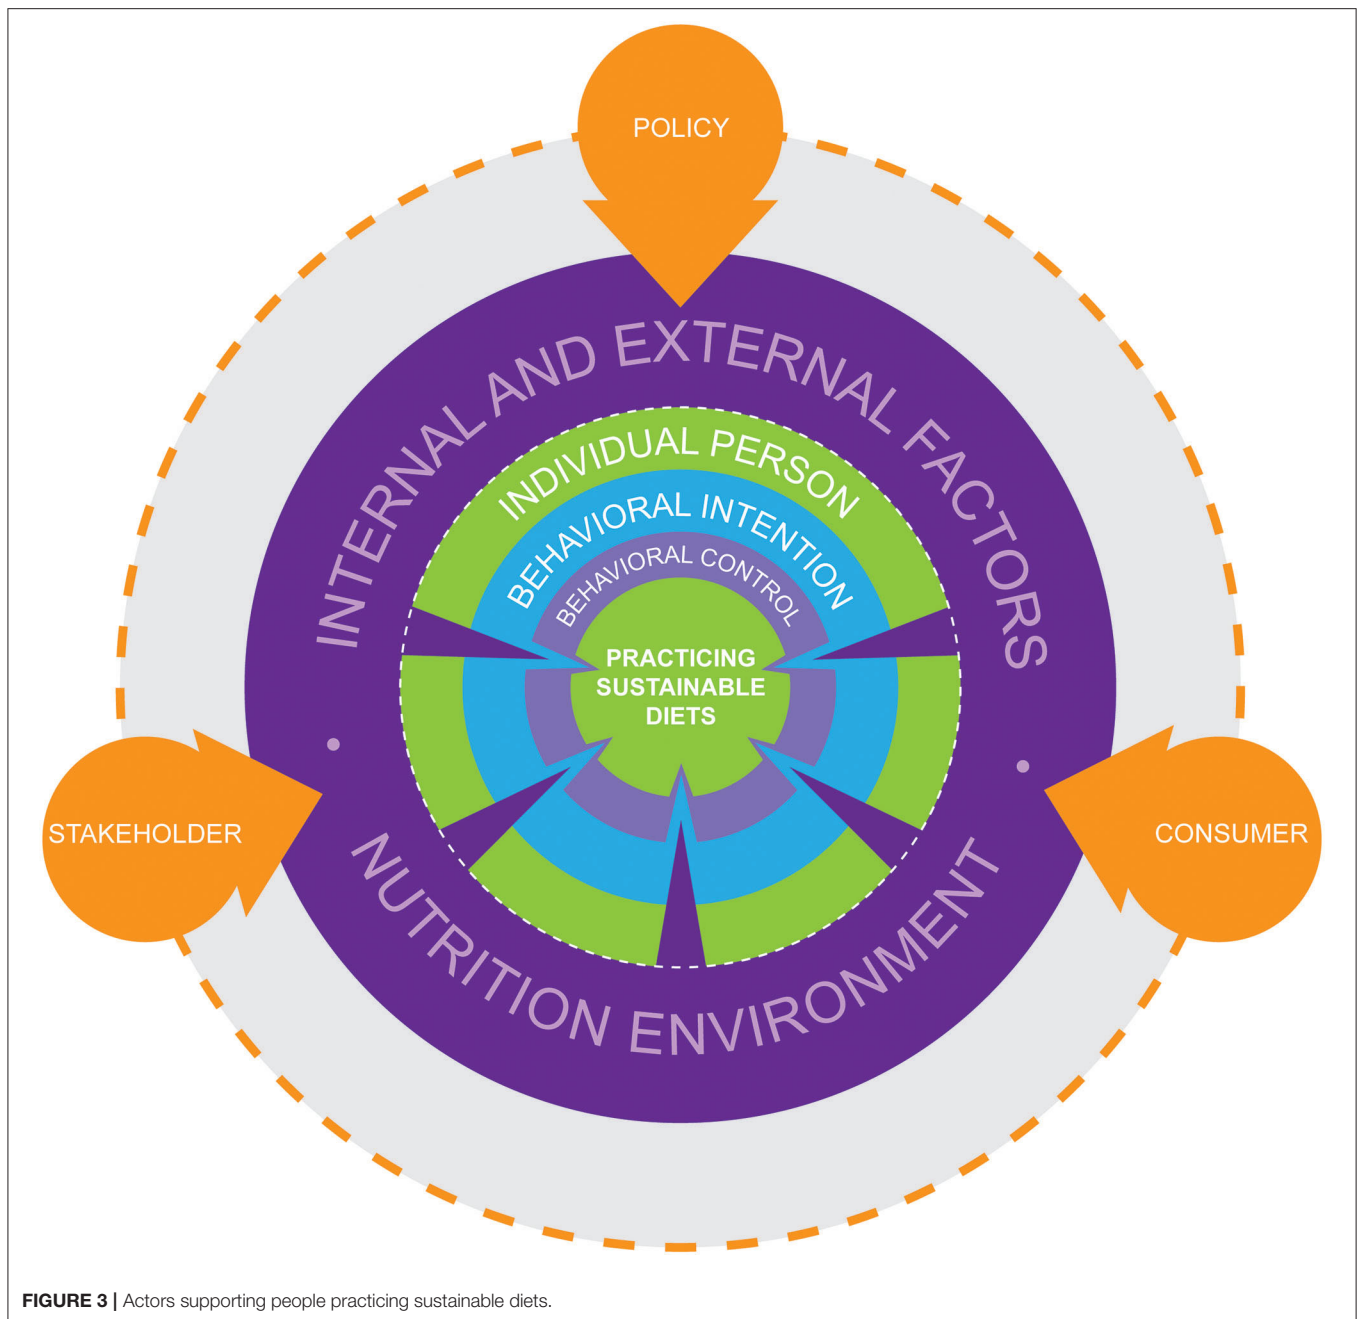 POLICY
INTERNAL AND EXTERNAL FACTORS
INDIVIDUAL PERSON
BEHAVIORAL INTENTION
BEHAVIORAL CONTROL
PRACTICING
SUSTAINABLE
DIETS
STAKEHOLDER
CONSUMER
NUTRITION ENVIRONMENT
FIGURE 3 | Actors supporting people practicing sustainable diets.